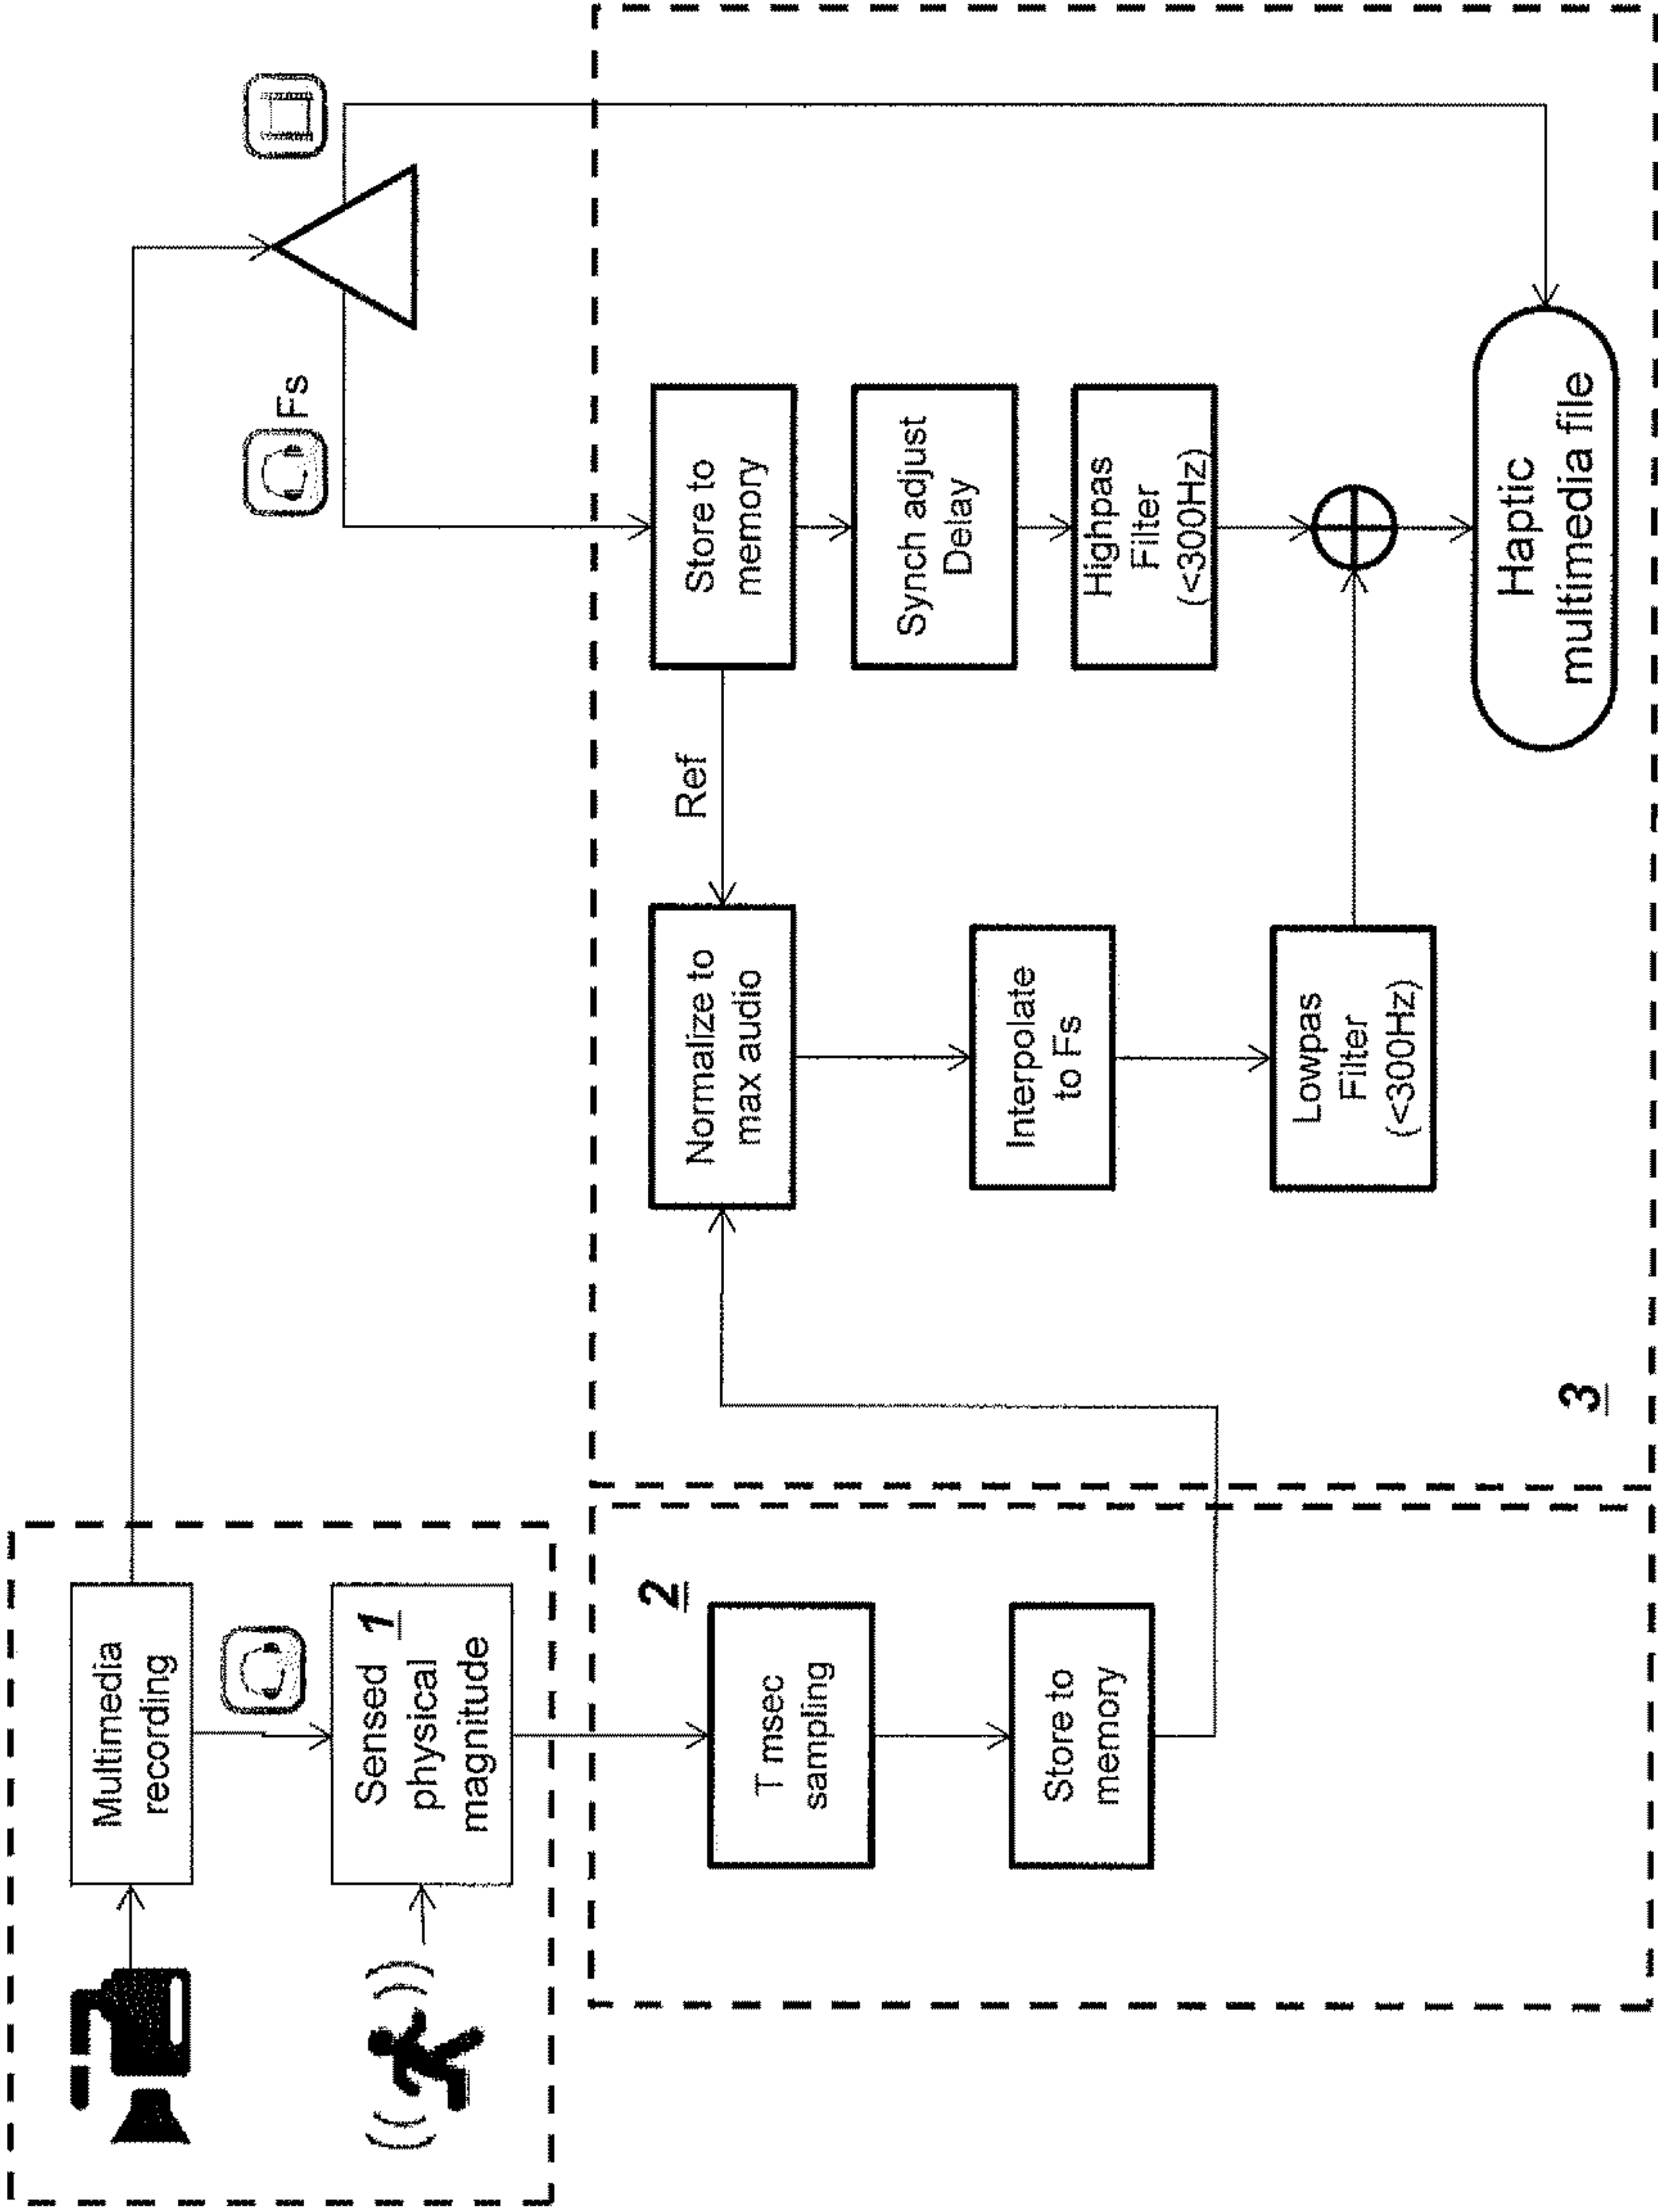 Multimedia
recording
Sensed 1
physical
magnitude
2
T msec
sampling
Store to
memory
Fs
Store to
memory
Ref
Normalize to
max audio
Synch adjust
Delay
Interpolate
to Fs
Highpas
Filter
(<300Hz)
Lowpas
Filter
(<300Hz)
Haptic
multimedia file
3